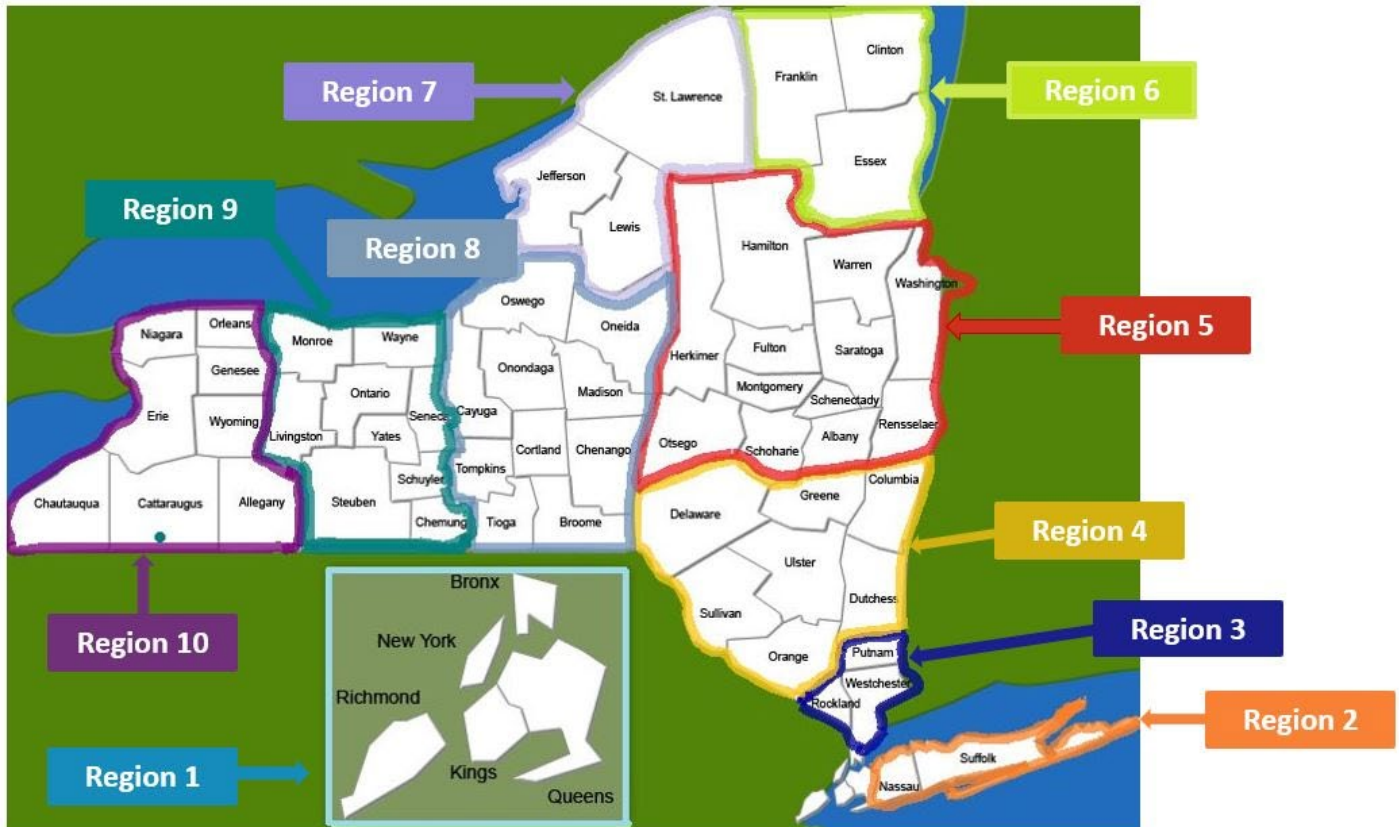 Clinton
Franklin
Region 7
St. Lawrence
Region 6
Essex
Jefferson
Region 9
Lewis
Region 8
Hamilton
Warren
Washington
Oswego
Niagara
Orleans
Monroe
Wayne
Oneida
Region 5
Genesee
Onondaga
Herkimer
Fulton
Saratoga
Ontario
Madison
Montgomery
Schenectady
Erie
Wyoming
Seneca
Cayuga
Livingston
Yates
Cortland
Chenango
Otsego
Schoharie
Albany
Rensselaer
Tompkins
Schuyler
Columbia
Chautauqua
Cattaraugus
Allegany
Steuben
Chemung
Tioga
Broome
Delaware
Greene
Region 4
Ulster
Bronx
Dutchess
Sullivan
Region 10
New York
Region 3
Orange
Putnam
Westchester
Richmond
Rockland
Region 2
Region 1
Kings
Queens
Suffolk
Nassau